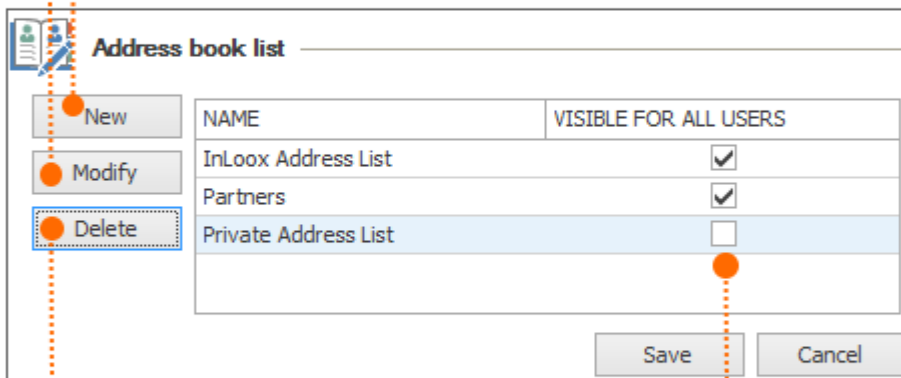 Address book list
New
NAME VISIBLE FOR ALL USERS
InLoox Address List
Modify
Partners
Delete
Private Address List
Save Cancel